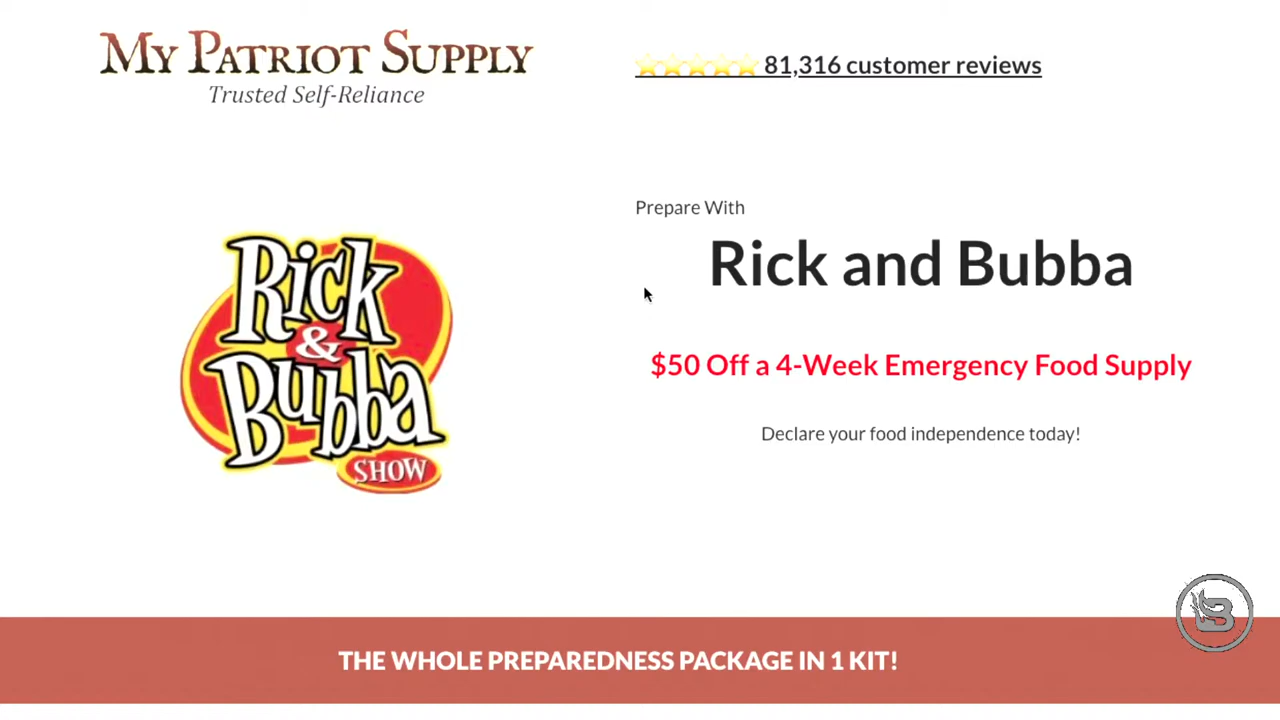 My Patriot Supply
Trusted Self-Reliance
81,316 customer reviews
Prepare With
Rick and Bubba
Rick
&
Bubba
SHOW
$50 Off a 4-Week Emergency Food Supply
Declare your food independence today!
THE WHOLE PREPAREDNESS PACKAGE IN 1 KIT!
B